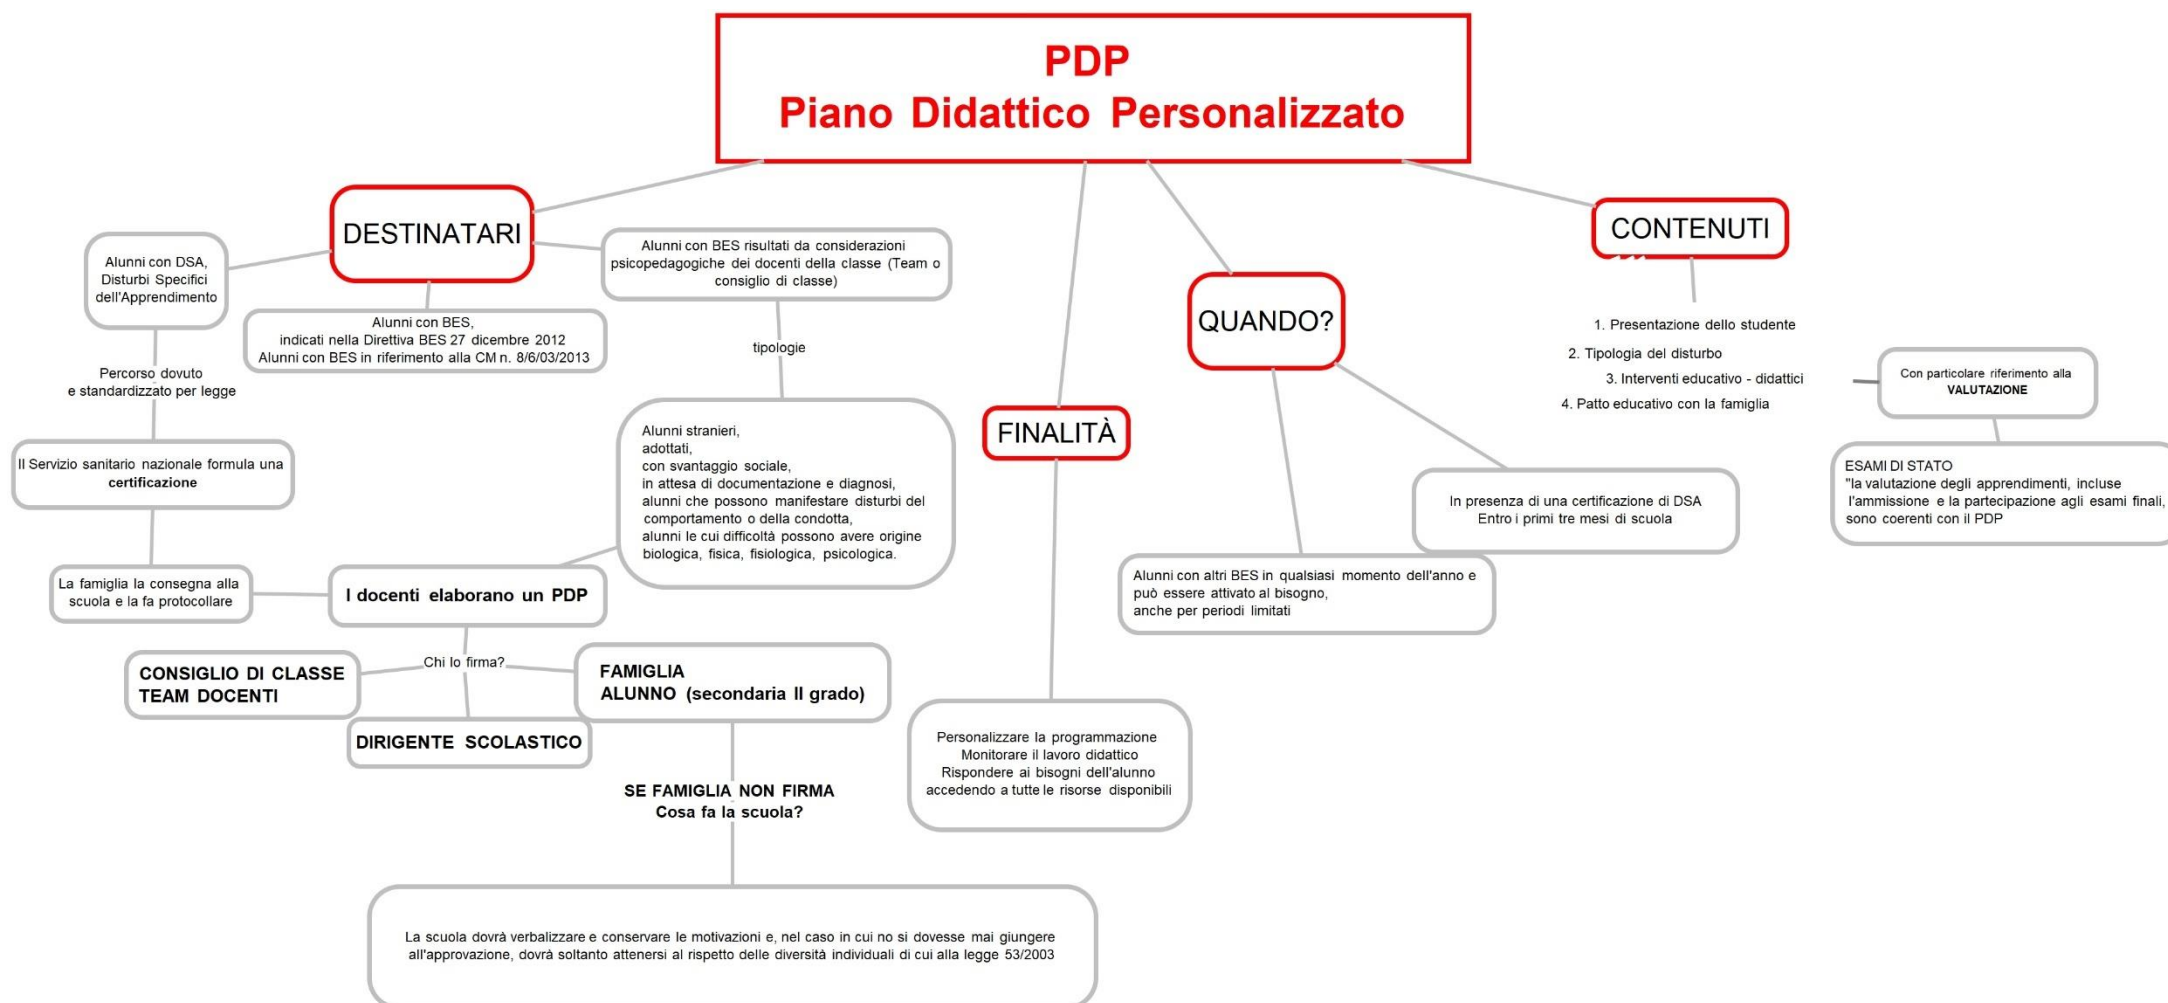 PDP
Piano Didattico Personalizzato
DESTINATARI
Alunni con DSA,
Disturbi Specifici
dell'Apprendimento
Percorso dovuto
e standardizzato per legge
Il Servizio sanitario nazionale formula una
certificazione
La famiglia la consegna alla
scuola e la fa protocollare
Alunni con BES,
indicati nella Direttiva BES 27 dicembre 2012
Alunni con BES in riferimento alla CM n. 8/6/03/2013
Alunni con BES risultati da considerazioni
psicopedagogiche dei docenti della classe (Team o
consiglio di classe)
tipologie
Alunni stranieri,
adottati,
con svantaggio sociale,
in attesa di documentazione e diagnosi,
alunni che possono manifestare disturbi del
comportamento o della condotta,
alunni le cui difficoltà possono avere origine
biologica, fisica, fisiologica, psicologica.
I docenti elaborano un PDP
Chi lo firma?
CONSIGLIO DI CLASSE
TEAM DOCENTI
DIRIGENTE SCOLASTICO
FAMIGLIA
ALUNNO (secondaria II grado)
SE FAMIGLIA NON FIRMA
Cosa fa la scuola?
La scuola dovrà verbalizzare e conservare le motivazioni e, nel caso in cui no si dovesse mai giungere
all'approvazione, dovrà soltanto attenersi al rispetto delle diversità individuali di cui alla legge 53/2003
FINALITÀ
Personalizzare la programmazione
Monitorare il lavoro didattico
Rispondere ai bisogni dell'alunno
accedendo a tutte le risorse disponibili
QUANDO?
In presenza di una certificazione di DSA
Entro i primi tre mesi di scuola
Alunni con altri BES in qualsiasi momento dell'anno e
può essere attivato al bisogno,
anche per periodi limitati
CONTENUTI
1. Presentazione dello studente
2. Tipologia del disturbo
3. Interventi educativo - didattici
4. Patto educativo con la famiglia
Con particolare riferimento alla
VALUTAZIONE
ESAMI DI STATO
"la valutazione degli apprendimenti, incluse
l'ammissione e la partecipazione agli esami finali,
sono coerenti con il PDP